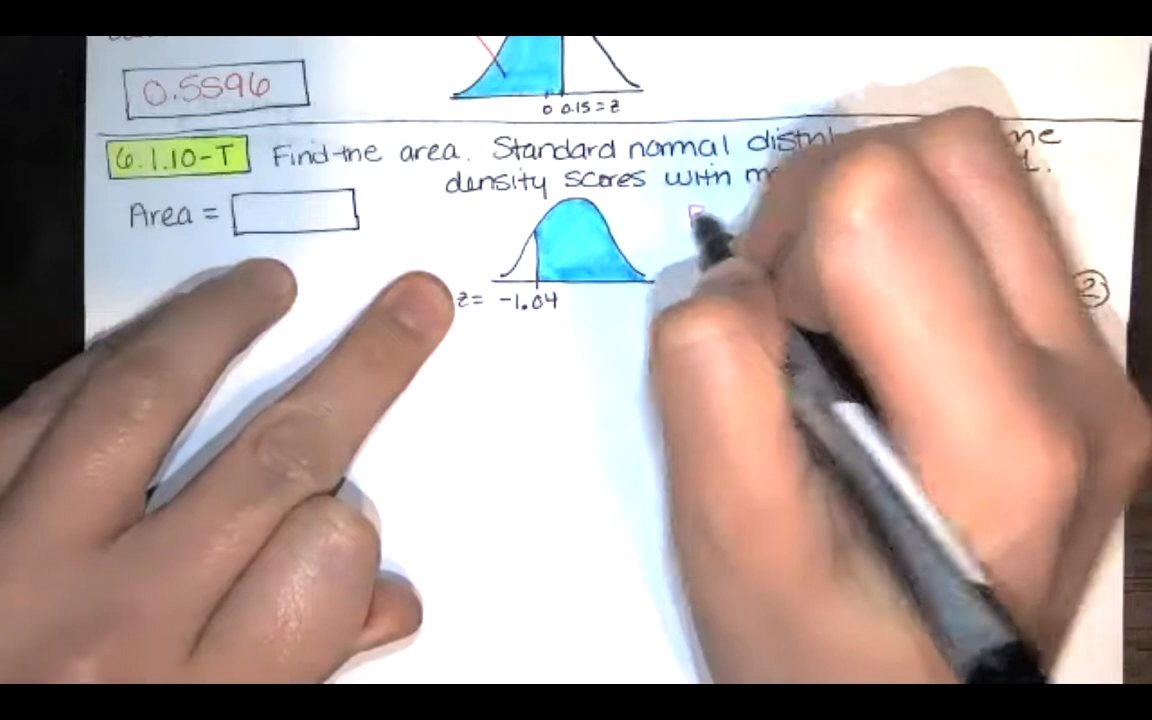 0.5596
0 0.15 = z
6.1.10-T Find the area. Standard normal
density scores with
Area =
z = -1.04
2